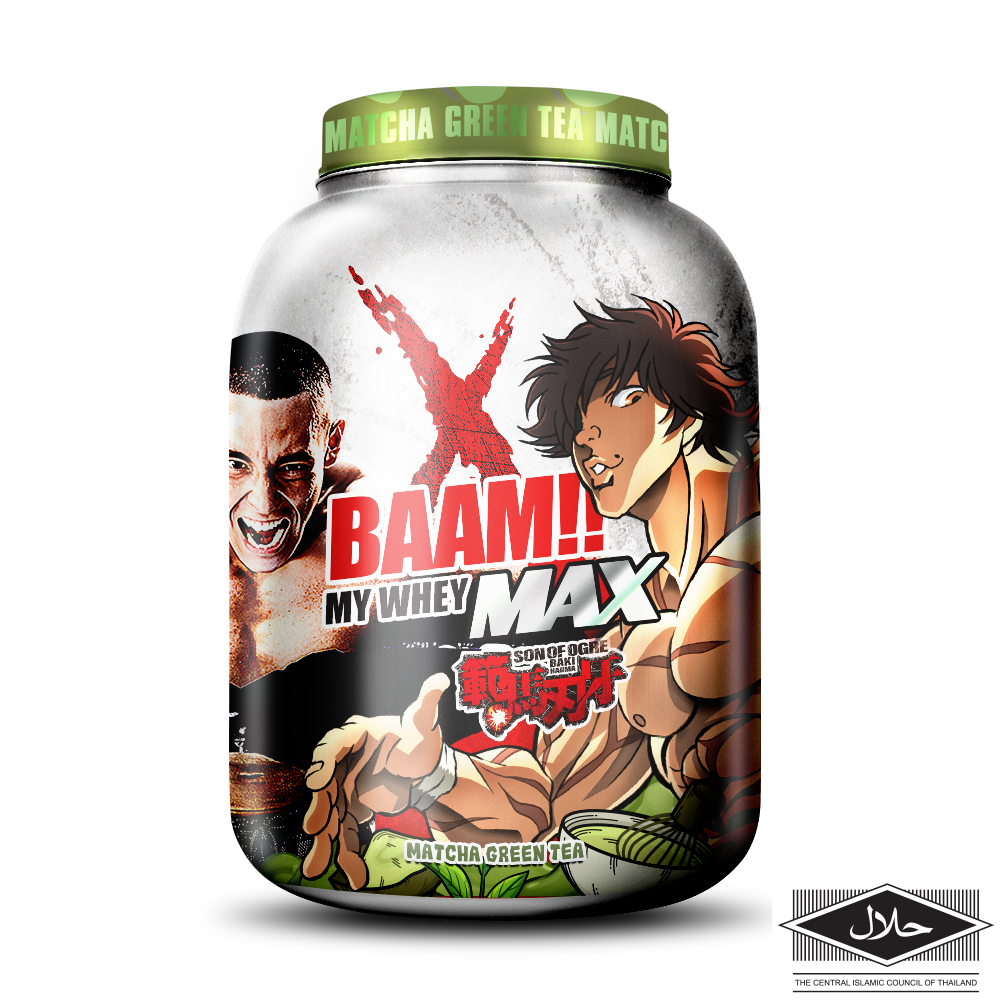 MATCHA GREEN TEA MATC
X
BAAM!!
MY WHEY MAX
SON OF OGRE
BAKI
HANMA
範馬刃牙
MATCHA GREEN TEA
حلال
THE CENTRAL ISLAMIC COUNCIL OF THAILAND